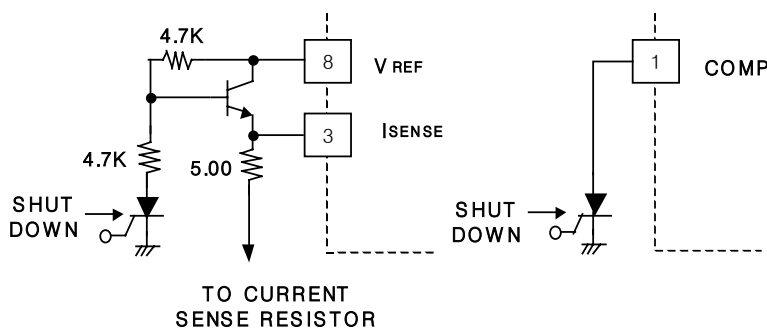 4.7K
8
VREF
3
ISENSE
4.7K
5.00
SHUT
DOWN
TO CURRENT
SENSE RESISTOR
1
COMP
SHUT
DOWN